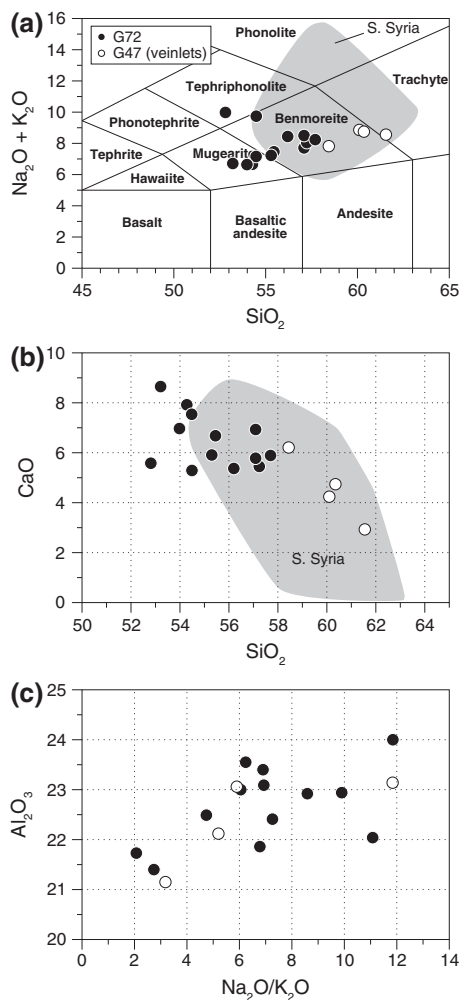 (a)
16
14
12
10
8
6
4
2
0
Na₂O + K₂O
G72
G47 (veinlets)
Phonolite
S. Syria
Trachyte
Tephriphonolite
Phonotephrite
Benmoreite
Tephrite
Mugearite
Hawaiite
Basalt
Basaltic
andesite
Andesite
45 50 55 60 65
SiO₂
(b)
10
8
6
4
2
0
CaO
S. Syria
50 52 54 56 58 60 62 64
SiO₂
(c)
25
24
23
22
21
20
Al₂O₃
0 2 4 6 8 10 12 14
Na₂O/K₂O